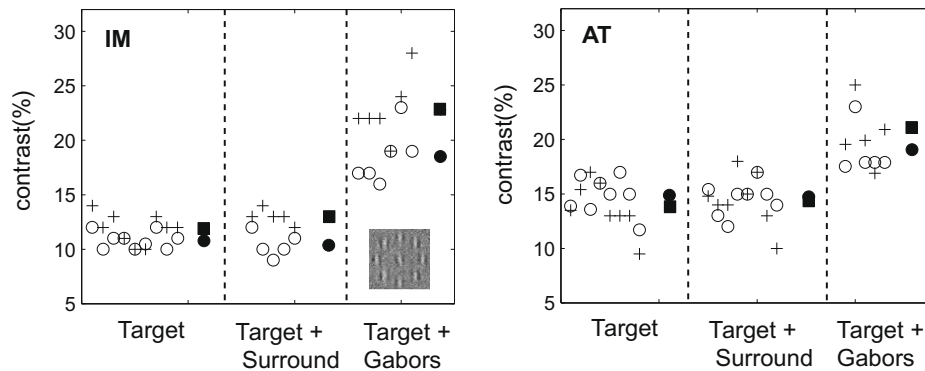 IM
contrast(%)
30
25
20
15
10
5
Target
Target +
Surround
Target +
Gabors
AT
contrast(%)
30
25
20
15
10
5
Target
Target +
Surround
Target +
Gabors